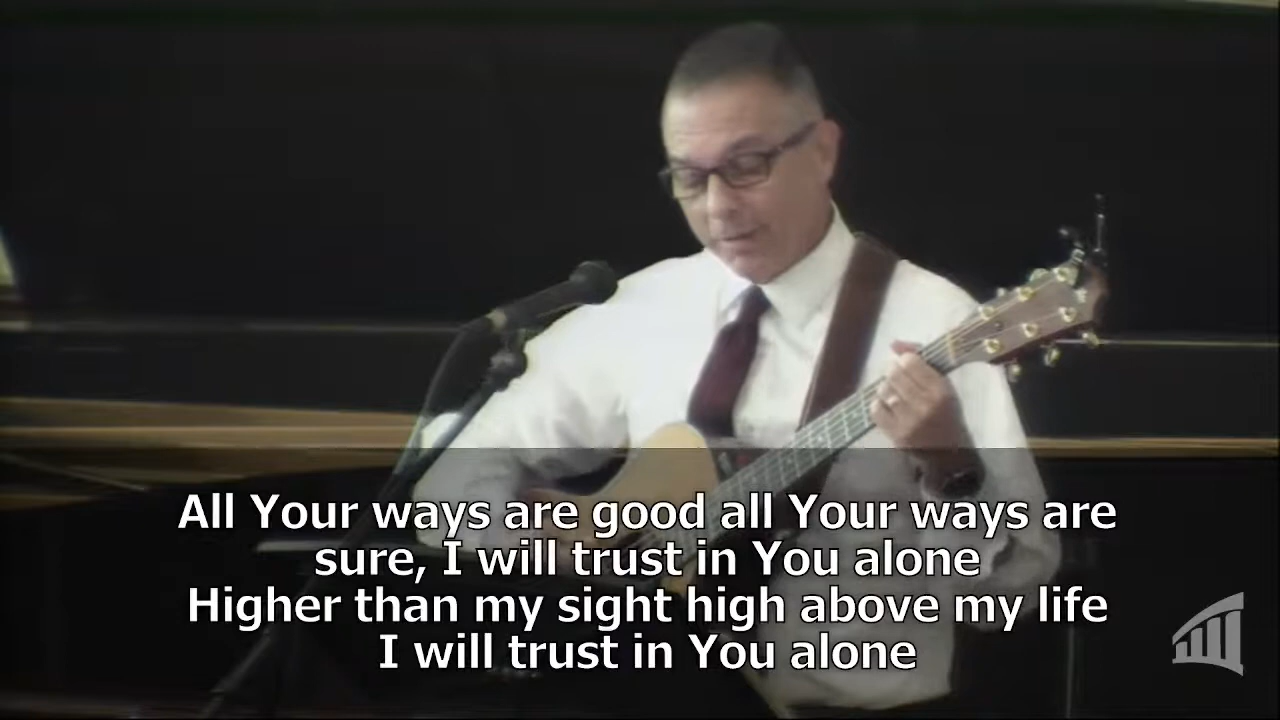 All Your ways are good all Your ways are
sure, I will trust in You alone
Higher than my sight high above my life
I will trust in You alone